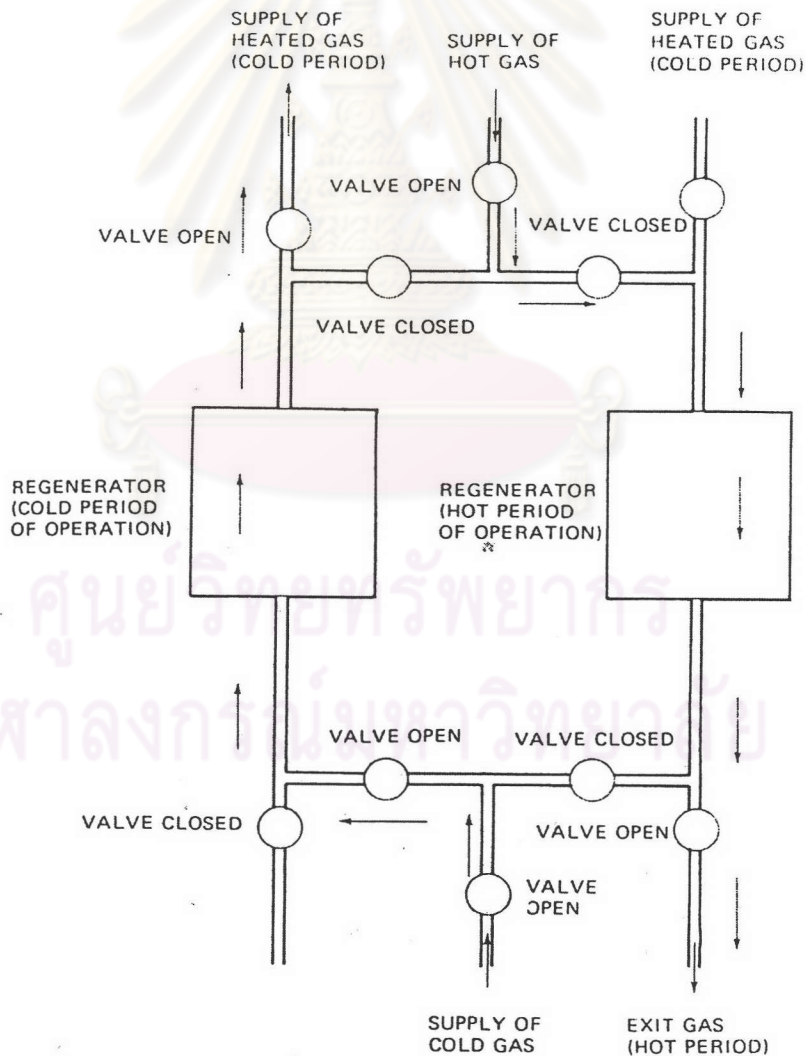 SUPPLY OF
HEATED GAS
(COLD PERIOD)
SUPPLY OF
HOT GAS
SUPPLY OF
HEATED GAS
(COLD PERIOD)
VALVE OPEN
VALVE OPEN
VALVE CLOSED
VALVE CLOSED
REGENERATOR
(COLD PERIOD
OF OPERATION)
REGENERATOR
(HOT PERIOD
OF OPERATION)
ศูนย์วิทยทรัพยากร
ฬาลงกรณ์มหาวิทยาลัย
VALVE OPEN
VALVE CLOSED
VALVE CLOSED
VALVE OPEN
VALVE
OPEN
SUPPLY OF
COLD GAS
EXIT GAS
(HOT PERIOD)